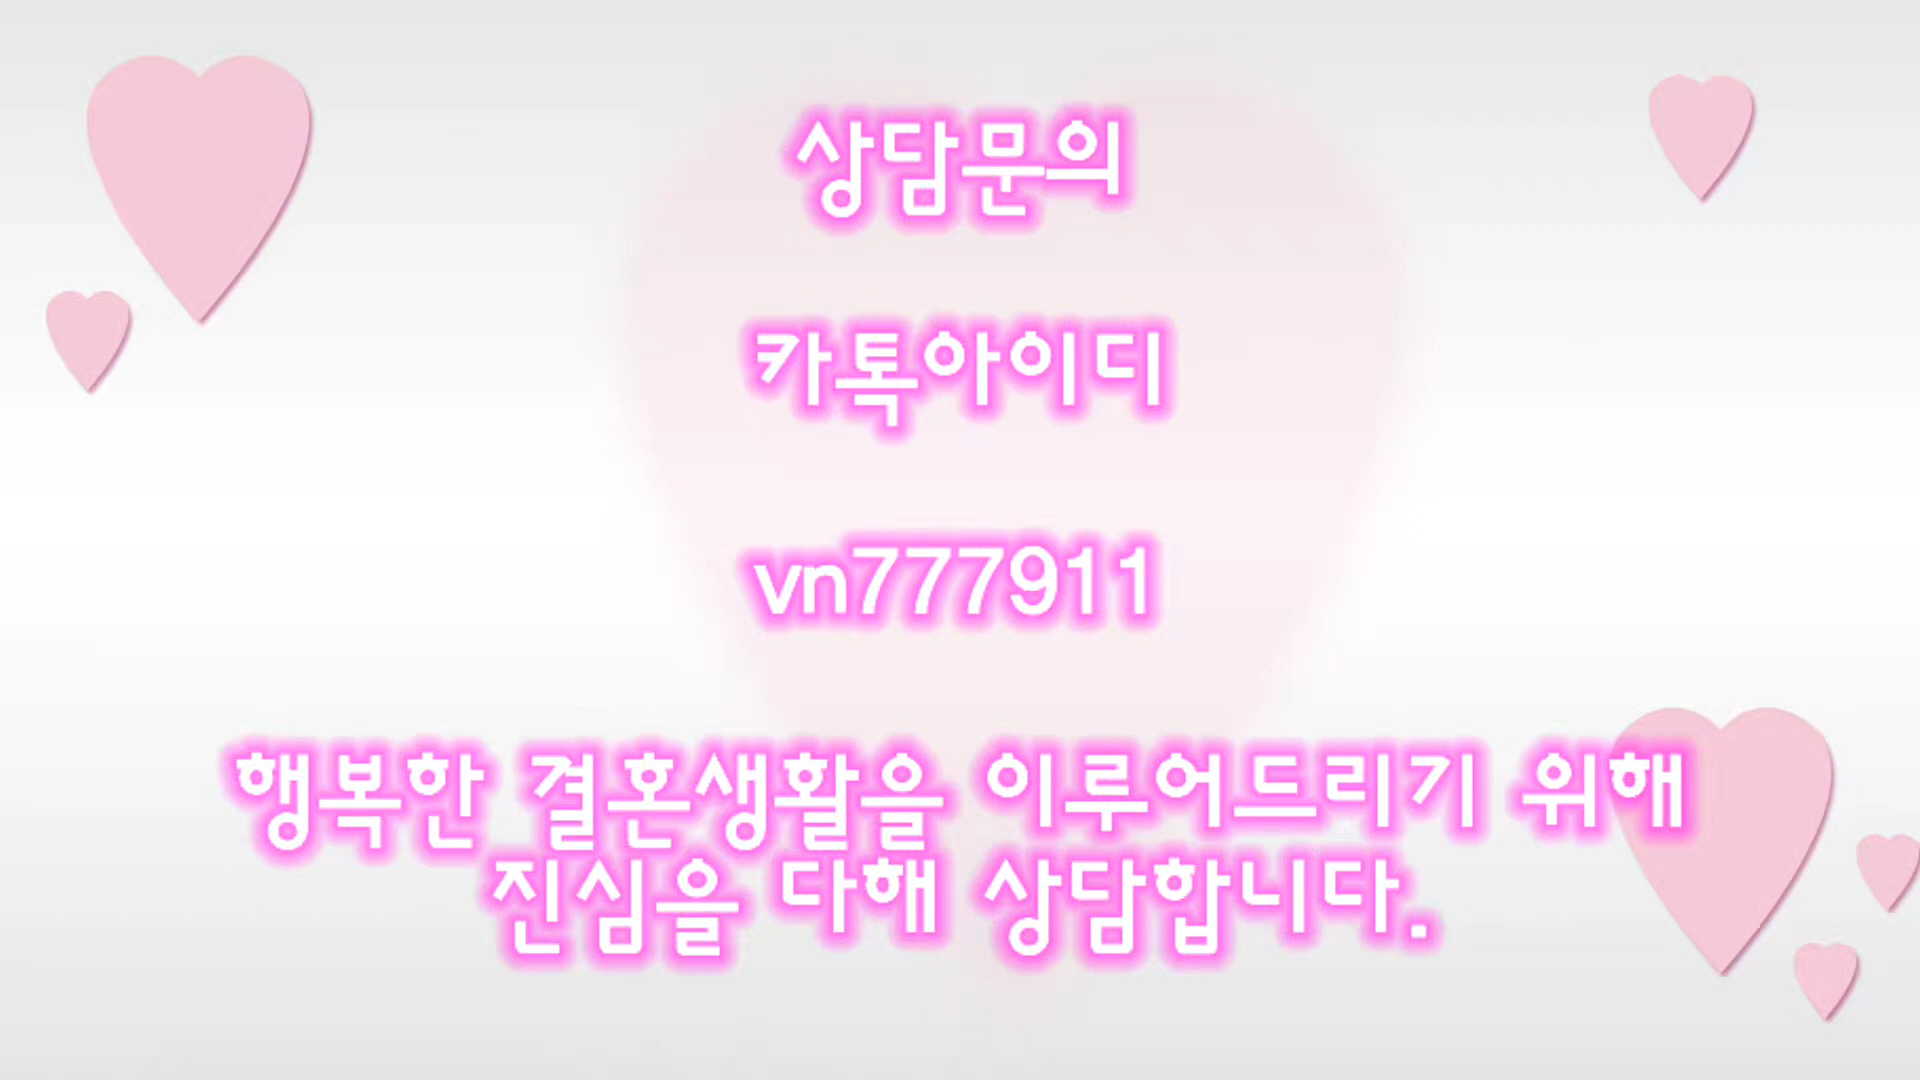 상담문의
카톡아이디
vn777911
행복한 결혼생활을 이루어드리기 위해
진심을 다해 상담합니다.